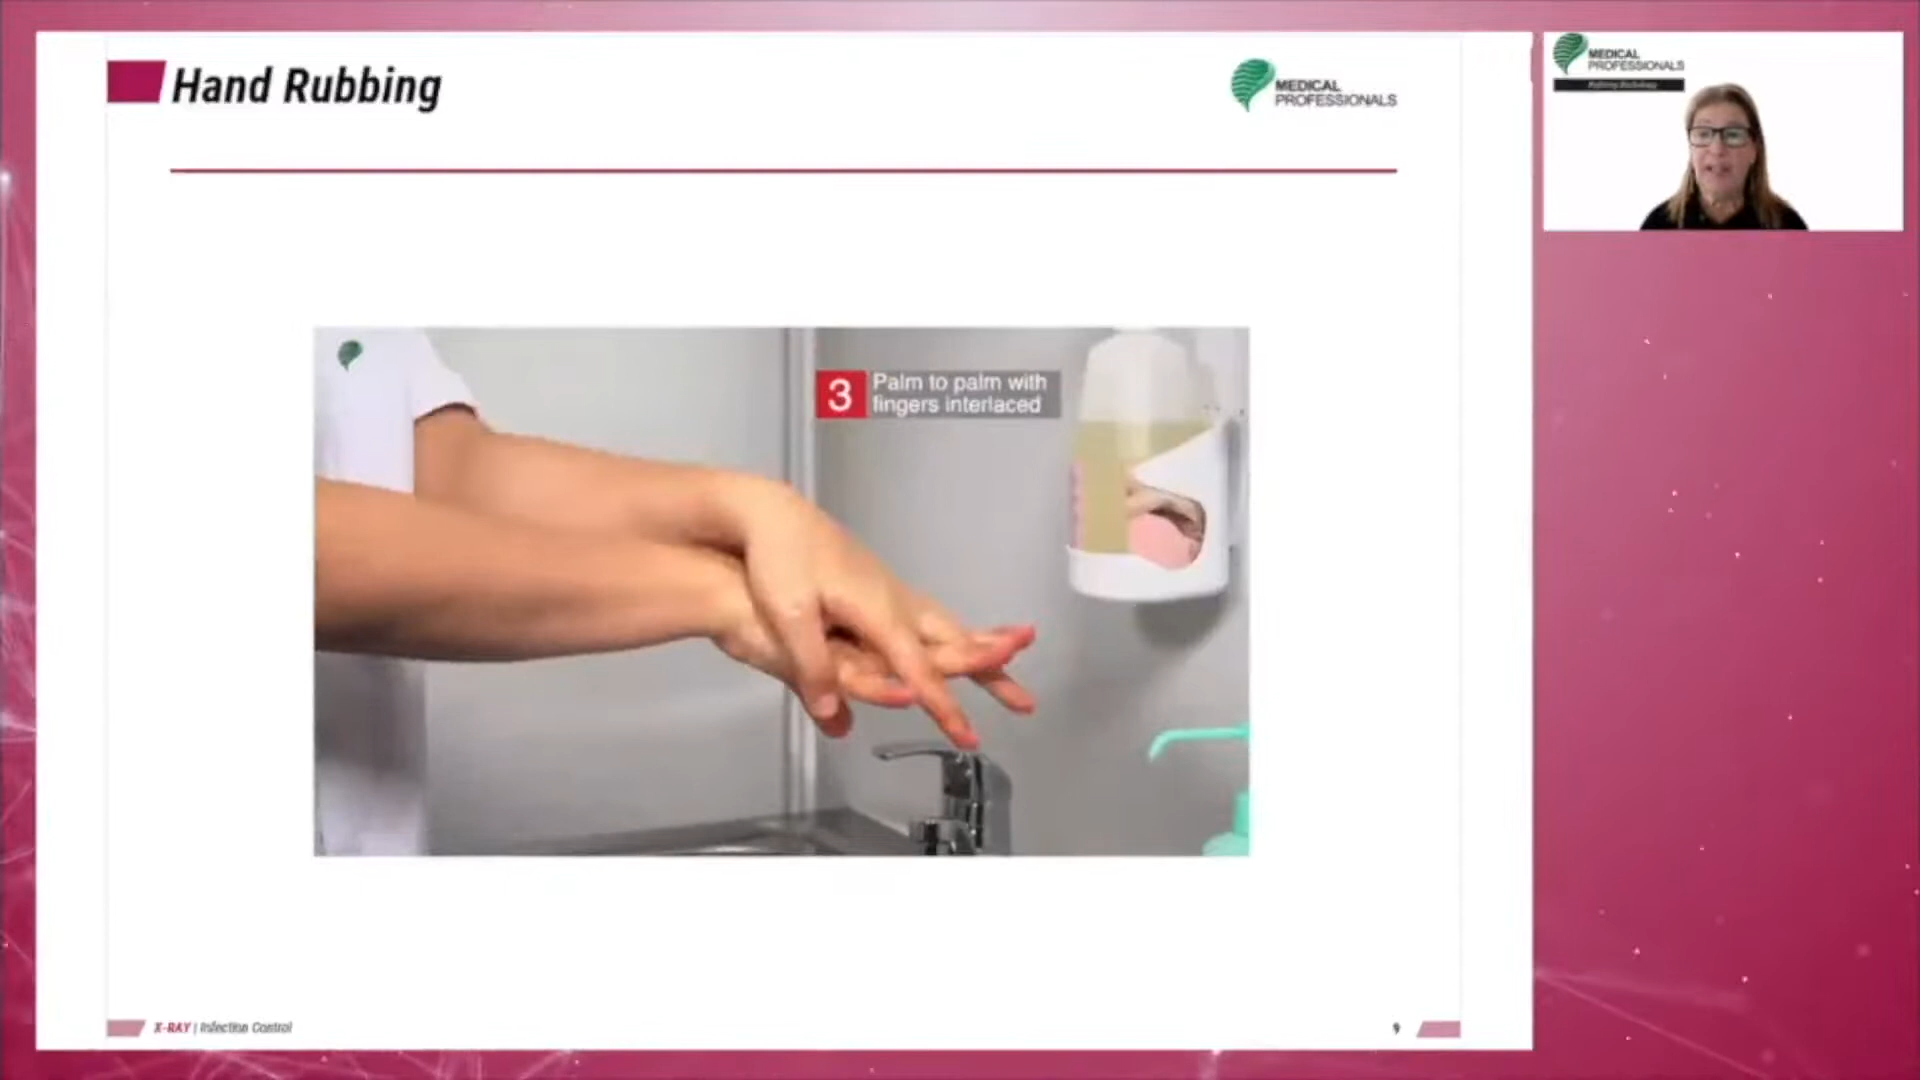 Hand Rubbing
MEDICAL
PROFESSIONALS
MEDICAL
PROFESSIONALS
3
Palm to palm with
fingers interlaced
X-RAY | Infection Control
9